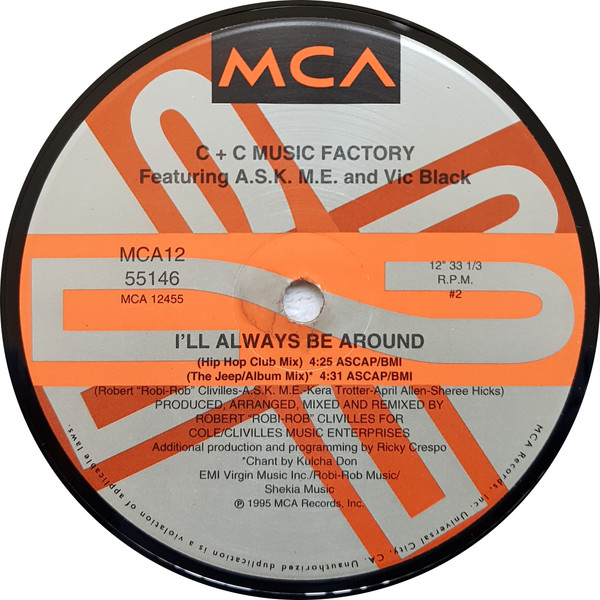 MCA
C + C MUSIC FACTORY
Featuring A.S.K. M.E. and Vic Black
MCA12
55146
MCA 12455
12" 33 1/3
R.P.M.
#2
I'LL ALWAYS BE AROUND
(Hip Hop Club Mix) 4:25 ASCAP/BMI
(The Jeep/Album Mix)* 4:31 ASCAP/BMI
(Robert "Robi-Rob" Clivilles-A.S.K. M.E.-Kera Trotter-April Allen-Sheree Hicks)
PRODUCED, ARRANGED, MIXED AND REMIXED BY
ROBERT "ROBI-ROB" CLIVILLES FOR
COLE/CLIVILLES MUSIC ENTERPRISES
Additional production and programming by Ricky Crespo
*Chant by Kulcha Don
EMI Virgin Music Inc./Robi-Rob Music/
Shekia Music
℗ 1995 MCA Records, Inc.
MCA Records, Inc. Universal City, CA. Unauthorized duplication is a violation of applicable laws.